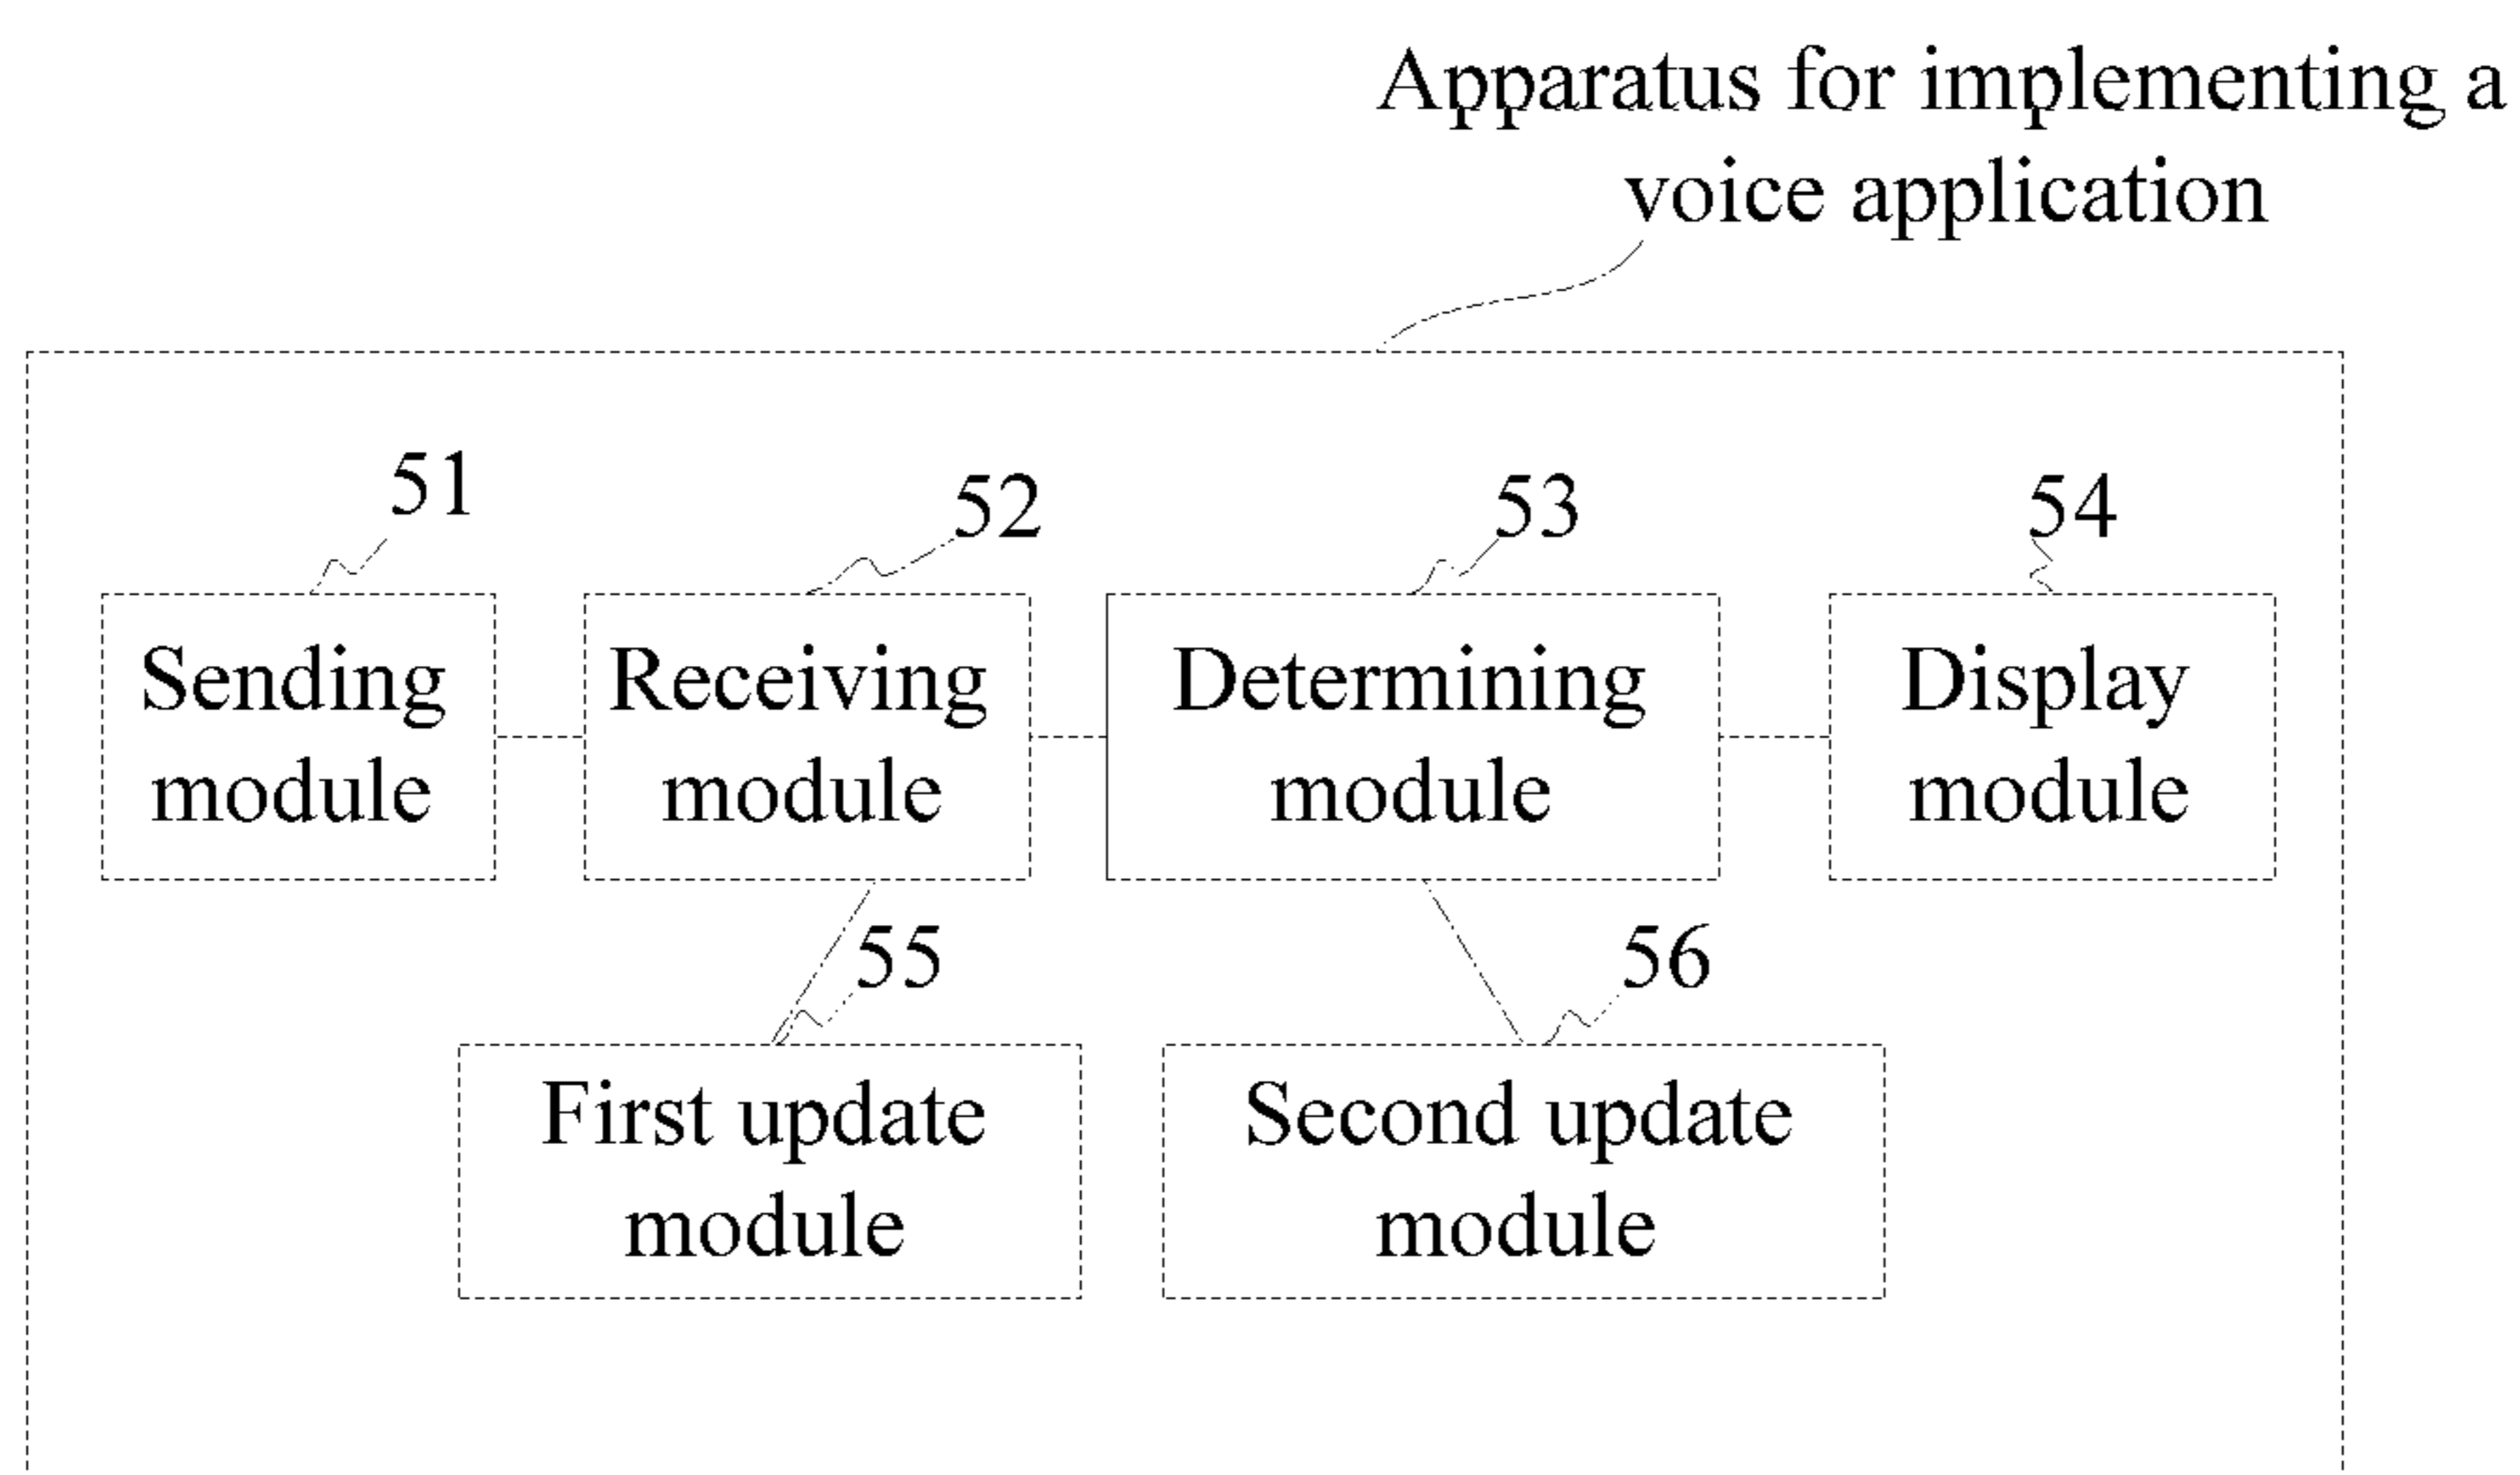 Apparatus for implementing a
voice application
51
52
53
54
Sending
module
Receiving
module
Determining
module
Display
module
55
56
First update
module
Second update
module